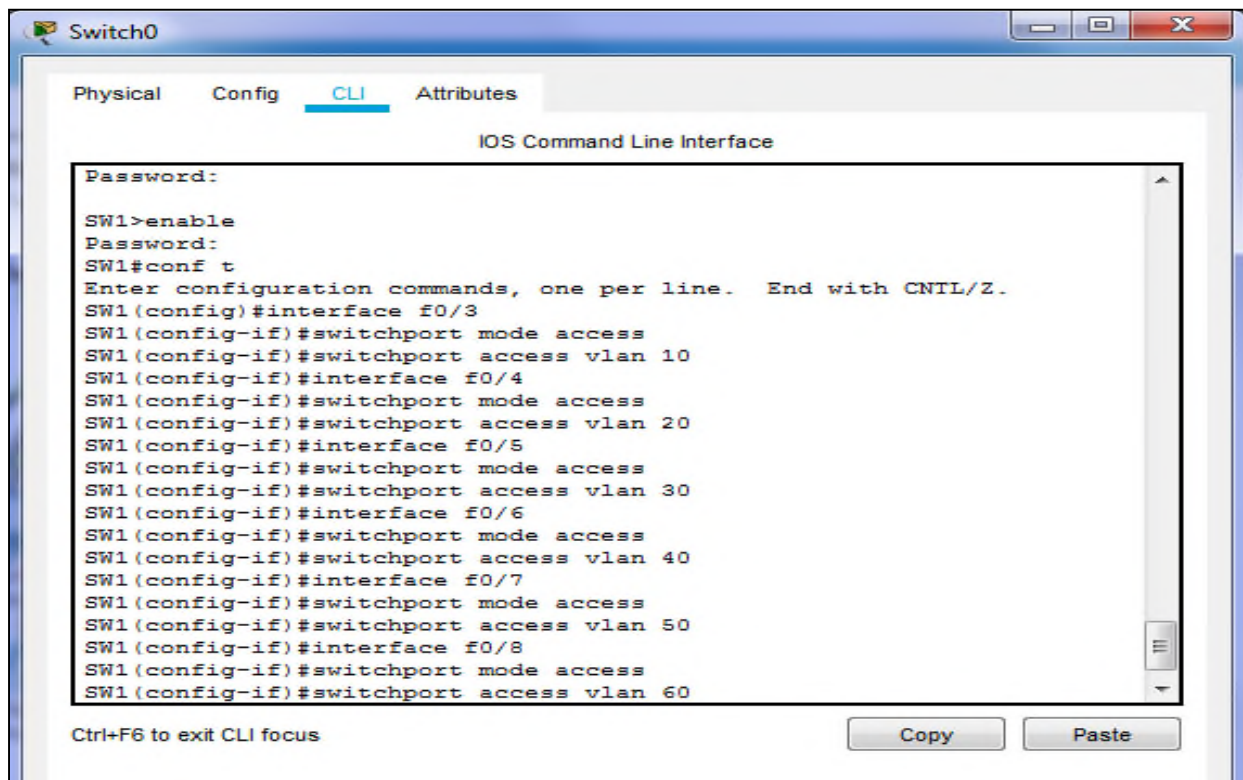 Switch0
Physical Config CLI Attributes
IOS Command Line Interface
Password:
SW1>enable
Password:
SW1#conf t
Enter configuration commands, one per line.  End with CNTL/Z.
SW1(config)#interface f0/3
SW1(config-if)#switchport mode access
SW1(config-if)#switchport access vlan 10
SW1(config-if)#interface f0/4
SW1(config-if)#switchport mode access
SW1(config-if)#switchport access vlan 20
SW1(config-if)#interface f0/5
SW1(config-if)#switchport mode access
SW1(config-if)#switchport access vlan 30
SW1(config-if)#interface f0/6
SW1(config-if)#switchport mode access
SW1(config-if)#switchport access vlan 40
SW1(config-if)#interface f0/7
SW1(config-if)#switchport mode access
SW1(config-if)#switchport access vlan 50
SW1(config-if)#interface f0/8
SW1(config-if)#switchport mode access
SW1(config-if)#switchport access vlan 60
Ctrl+F6 to exit CLI focus
Copy Paste